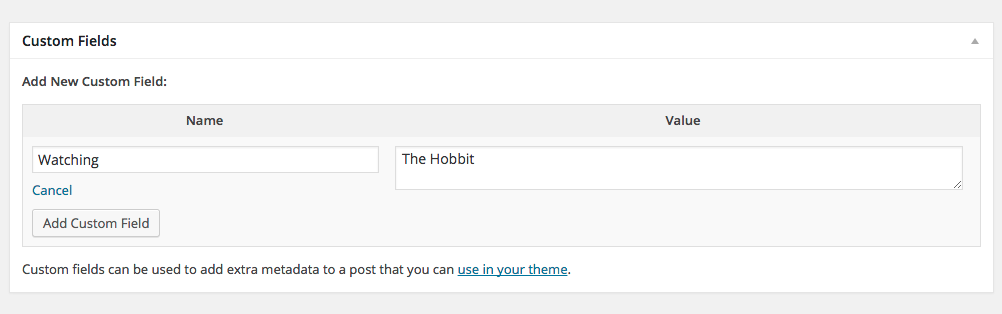 Custom Fields
Add New Custom Field:
Name Value
Watching The Hobbit
Cancel
Add Custom Field
Custom fields can be used to add extra metadata to a post that you can use in your theme.